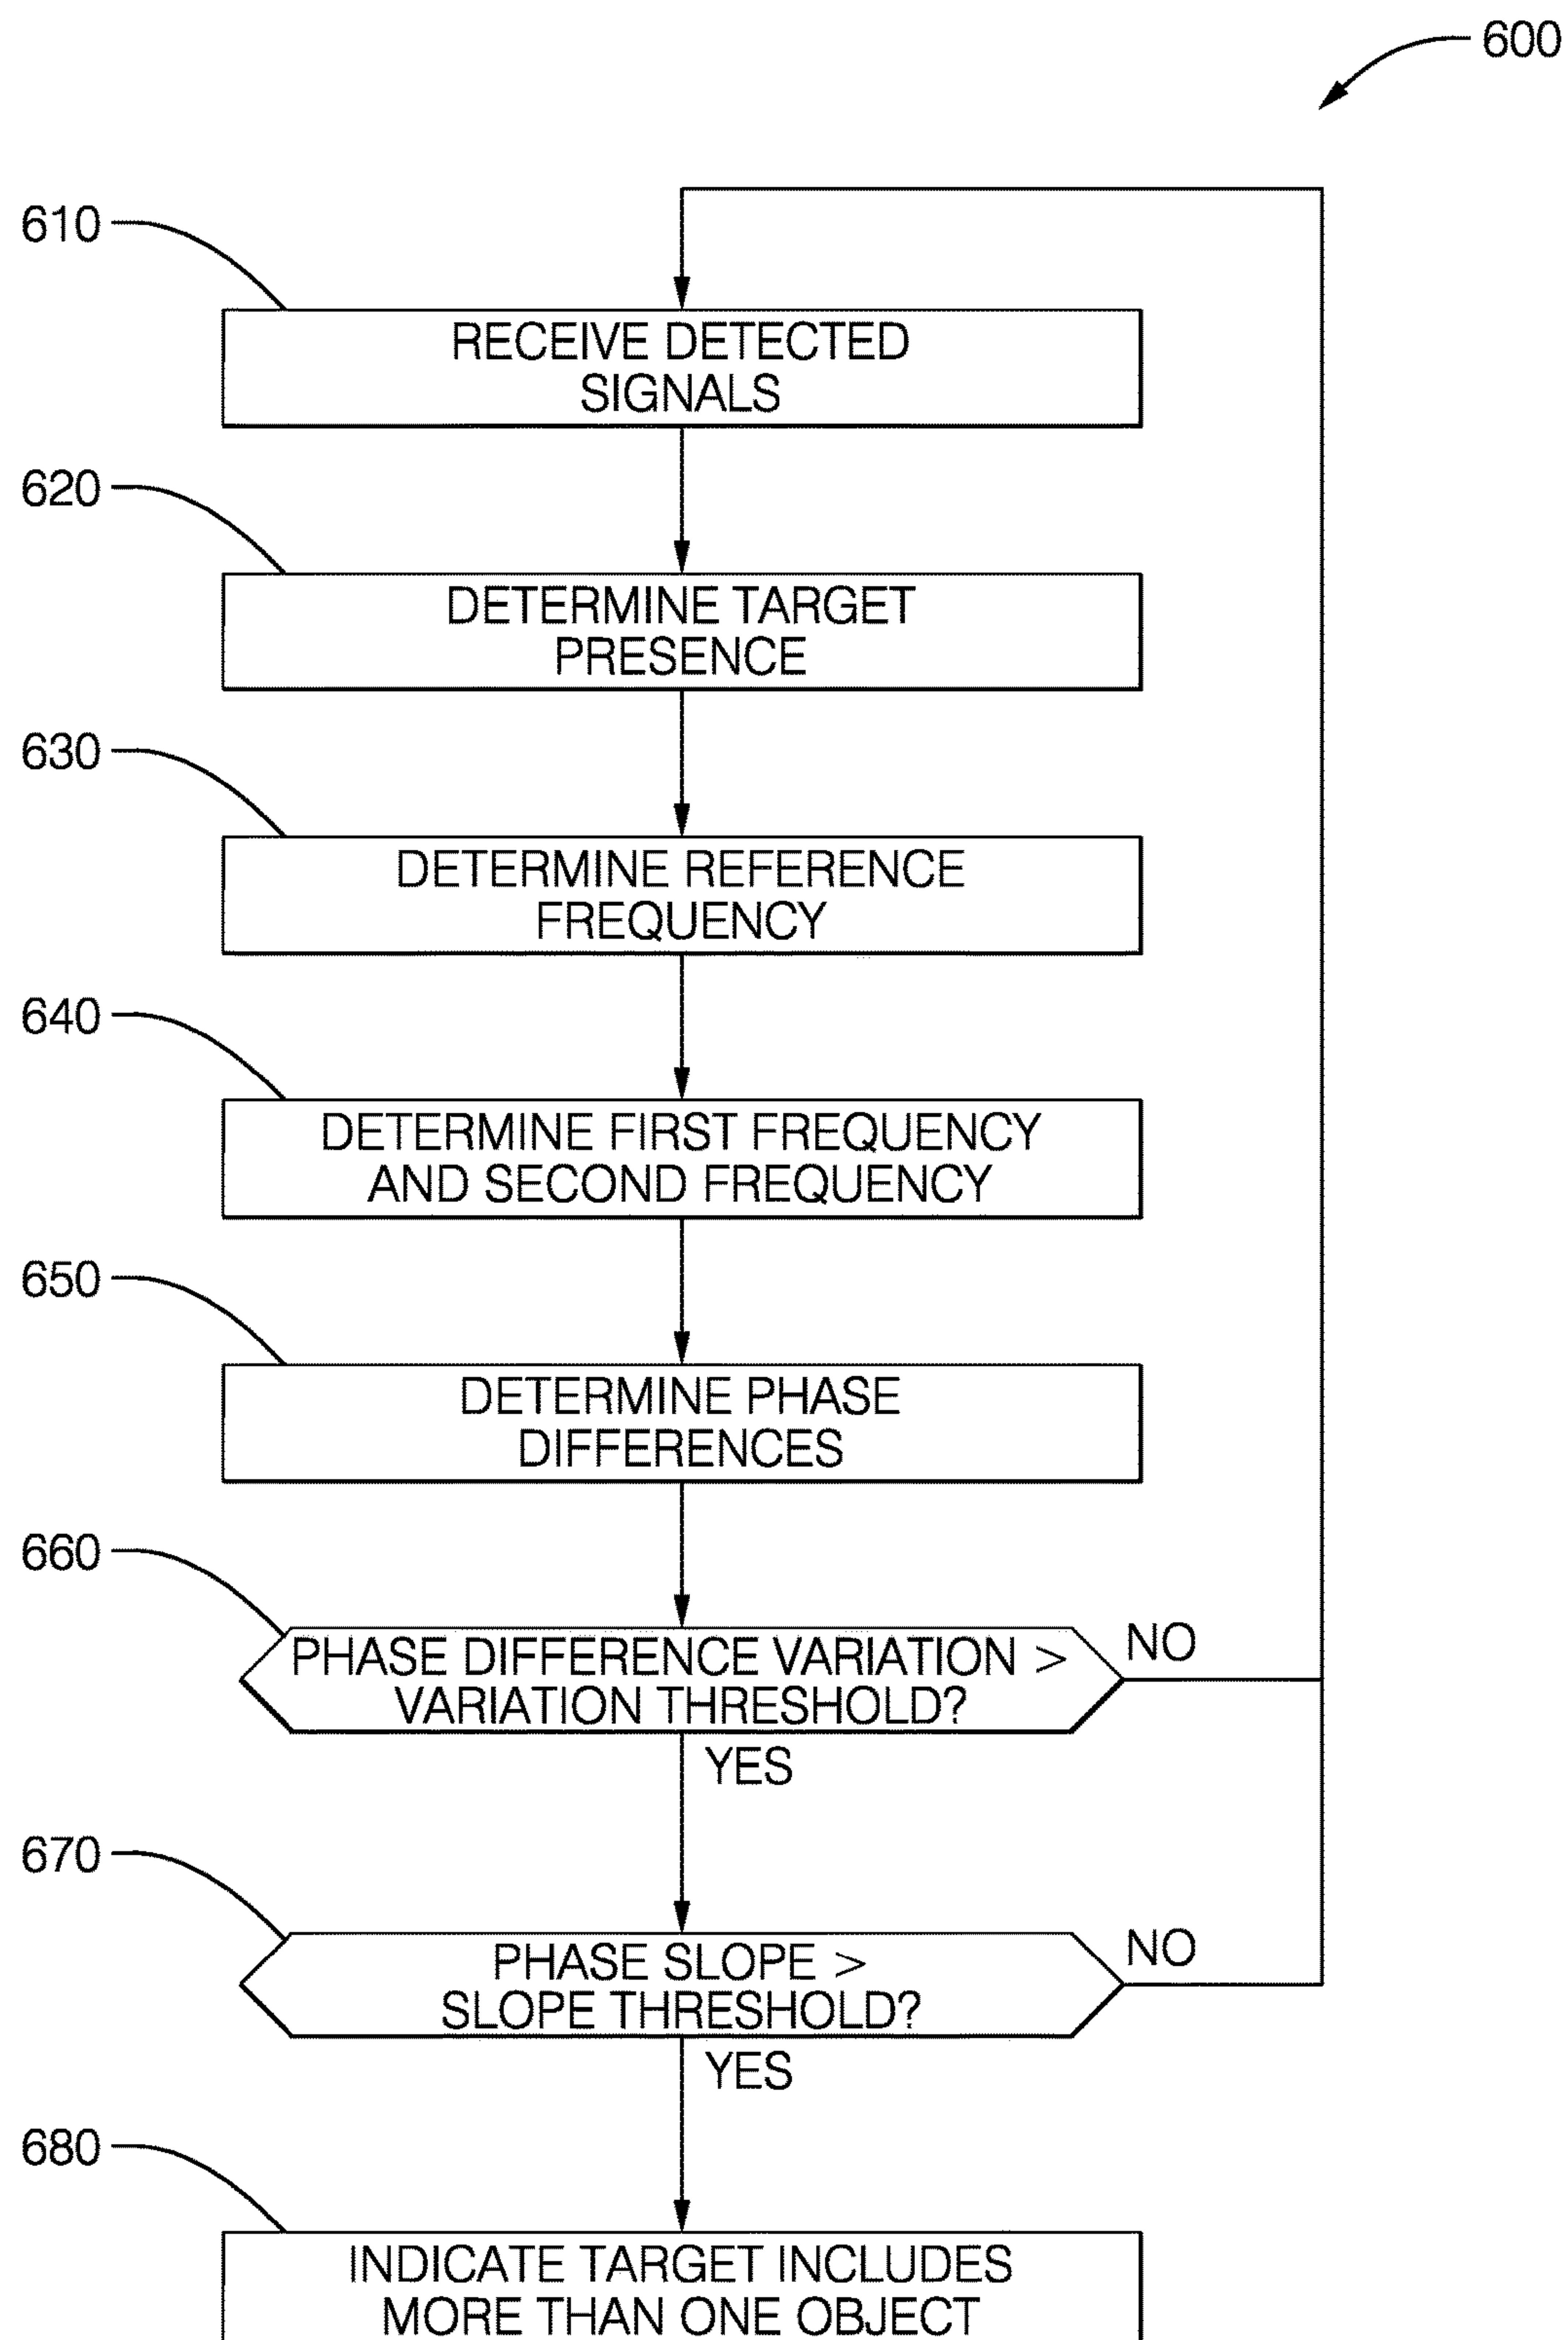 600
610
RECEIVE DETECTED
SIGNALS
620
DETERMINE TARGET
PRESENCE
630
DETERMINE REFERENCE
FREQUENCY
640
DETERMINE FIRST FREQUENCY
AND SECOND FREQUENCY
650
DETERMINE PHASE
DIFFERENCES
660
PHASE DIFFERENCE VARIATION >
VARIATION THRESHOLD?
NO
YES
670
PHASE SLOPE >
SLOPE THRESHOLD?
NO
YES
680
INDICATE TARGET INCLUDES
MORE THAN ONE OBJECT